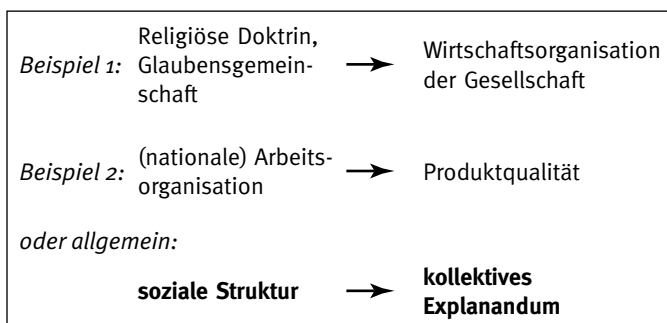 Beispiel 1: Religiöse Doktrin,
Glaubensgemein-
schaft
Wirtschaftsorganisation
der Gesellschaft
Beispiel 2: (nationale) Arbeits-
organisation
Produktqualität
oder allgemein:
soziale Struktur
kollektives
Explanandum